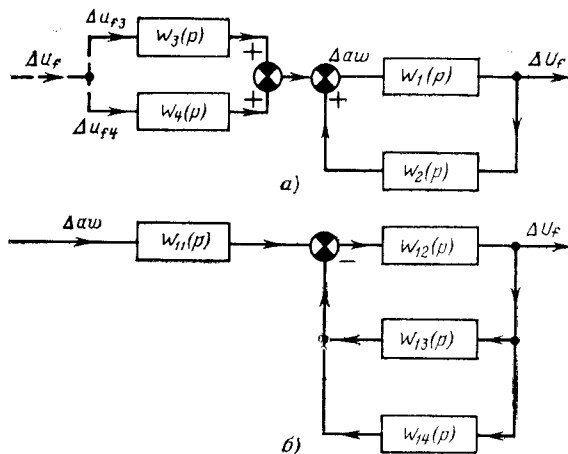 Δu_f3
W_3(p)
Δu_f
+
Δaw
W_1(p)
ΔU_f
+
+
Δu_f4
W_4(p)
W_2(p)
а)
Δaw
W_11(p)
−
W_12(p)
ΔU_f
W_13(p)
W_14(p)
б)